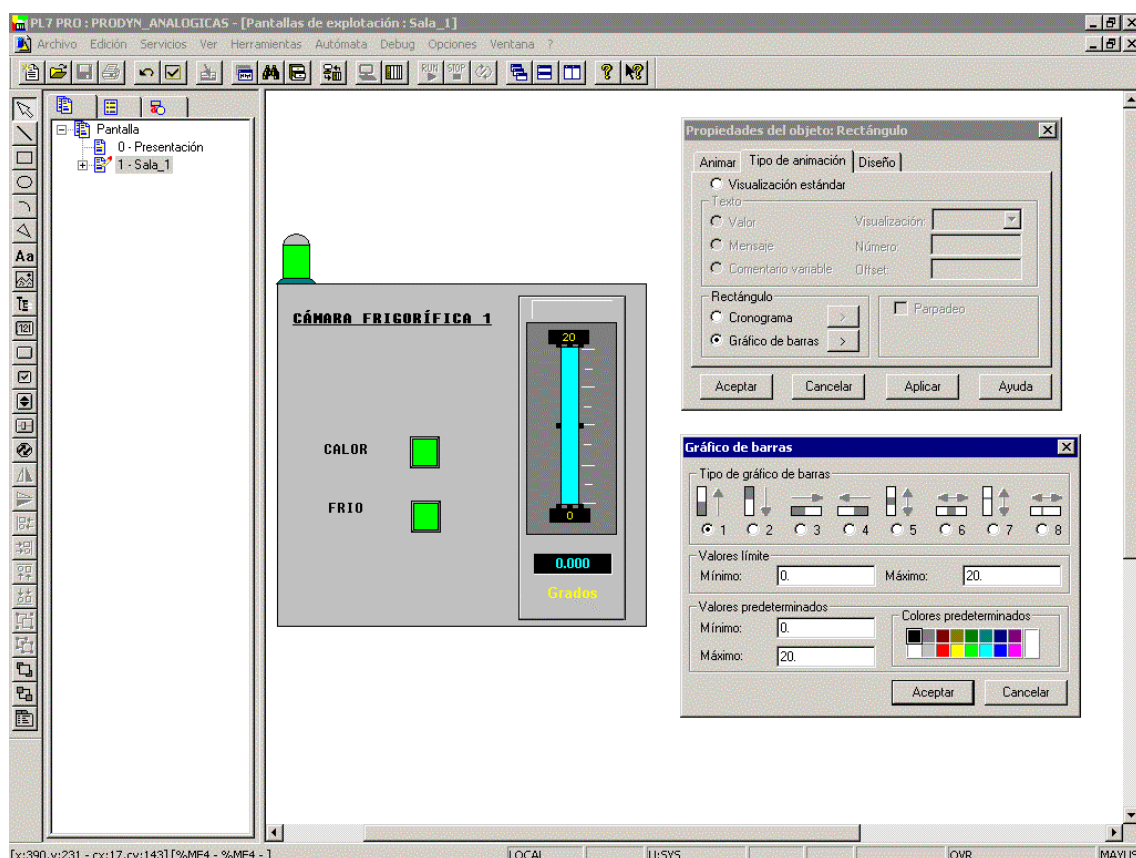 PL7 PRO : PRODYN_ANALOGICAS - [Pantallas de explotación : Sala_1]
Archivo Edición Servicios Ver Herramientas Autómata Debug Opciones Ventana ?
RUN STOP
Pantalla
0 - Presentación
1 - Sala_1
Aa
CÁMARA FRIGORÍFICA 1
20
CALOR
FRIO
0
0.000
Grados
Propiedades del objeto: Rectángulo
Animar Tipo de animación Diseño
Visualización estándar
Texto
Valor Visualización:
Mensaje Número:
Comentario variable Offset:
Rectángulo
Cronograma > Parpadeo
Gráfico de barras >
Aceptar Cancelar Aplicar Ayuda
Gráfico de barras
Tipo de gráfico de barras
1 2 3 4 5 6 7 8
Valores límite
Mínimo: 0. Máximo: 20.
Valores predeterminados Colores predeterminados
Mínimo: 0.
Máximo: 20.
Aceptar Cancelar
[x:390,y:231 - cx:17,cy:143] [%MF4 - %MF4 - ] LOCAL U:SYS OVR MAYUS